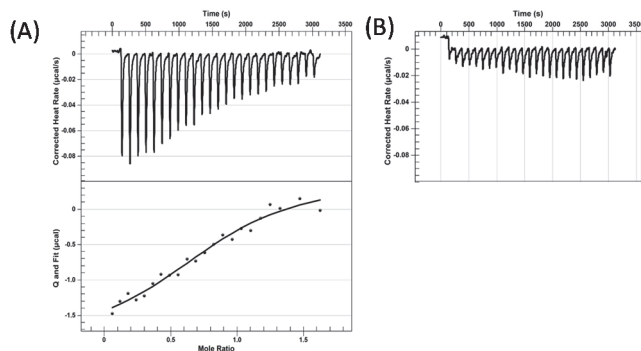 (A)
Time (s)
0 500 1000 1500 2000 2500 3000 3500
Corrected Heat Rate (µcal/s)
0
-0.02
-0.04
-0.06
-0.08
Q and Fit (µcal)
0
-0.5
-1.0
-1.5
0 0.5 1.0 1.5
Mole Ratio
(B)
Time (s)
0 500 1000 1500 2000 2500 3000 350
Corrected Heat Rate (µcal/s)
0
-0.02
-0.04
-0.06
-0.08